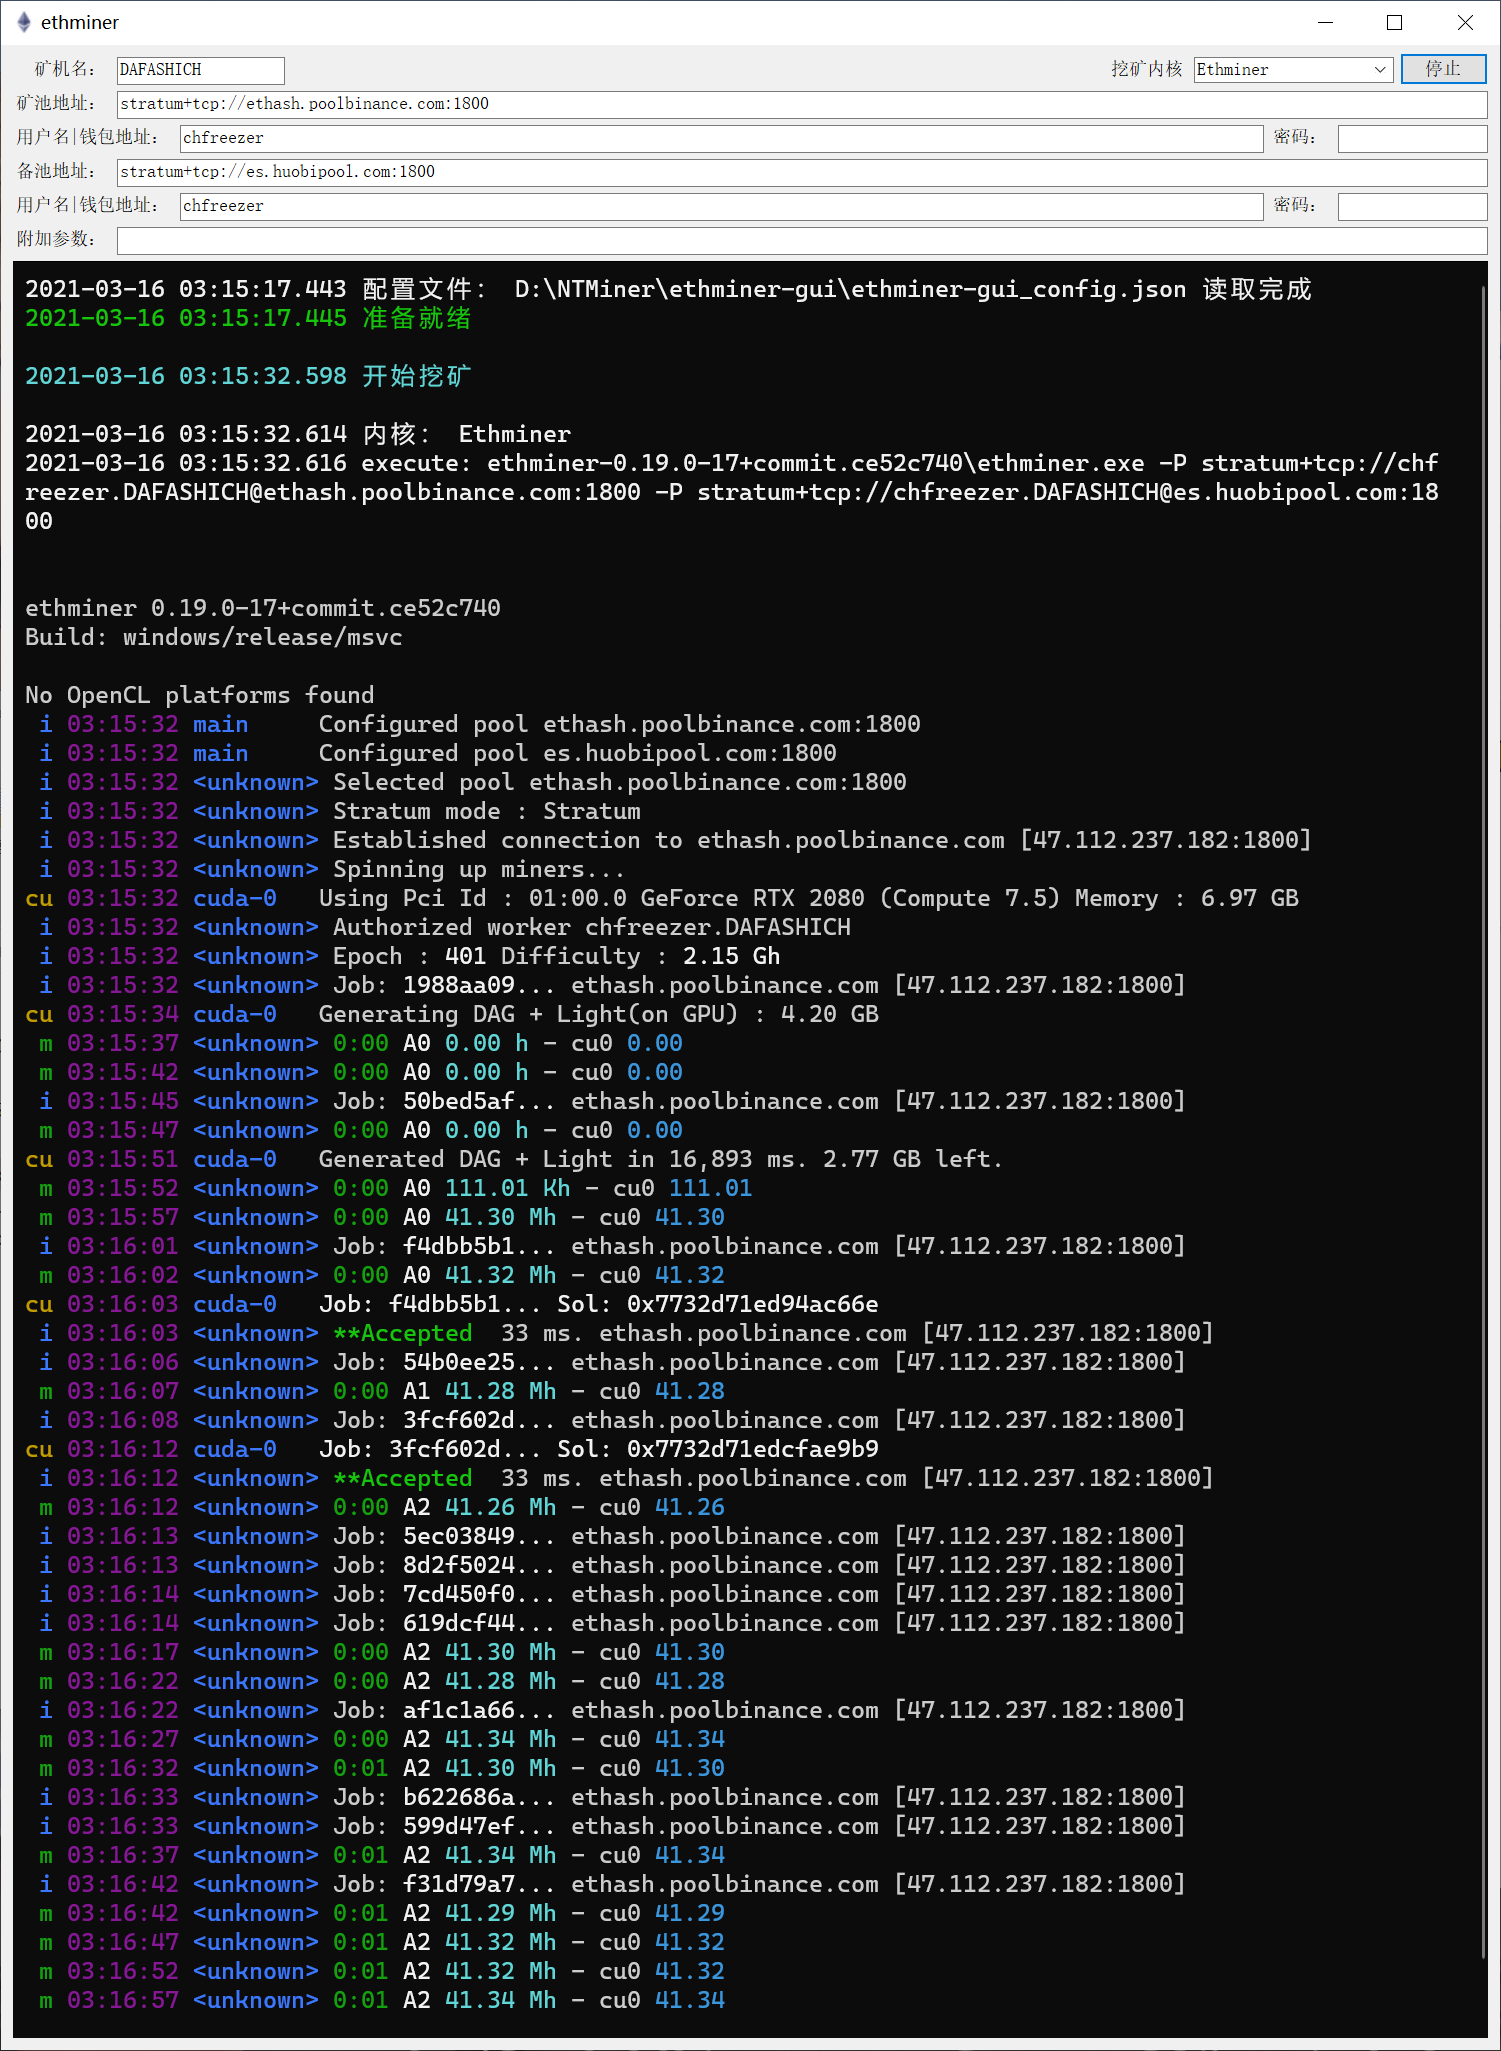 ethminer
矿机名: DAFASHICH 挖矿内核 Ethminer 停止
矿池地址: stratum+tcp://ethash.poolbinance.com:1800
用户名|钱包地址: chfreezer 密码:
备池地址: stratum+tcp://es.huobipool.com:1800
用户名|钱包地址: chfreezer 密码:
附加参数:
2021-03-16 03:15:17.443 配置文件: D:\NTMiner\ethminer-gui\ethminer-gui_config.json 读取完成
2021-03-16 03:15:17.445 准备就绪
2021-03-16 03:15:32.598 开始挖矿
2021-03-16 03:15:32.614 内核: Ethminer
2021-03-16 03:15:32.616 execute: ethminer-0.19.0-17+commit.ce52c740\ethminer.exe -P stratum+tcp://chf
reezer.DAFASHICH@ethash.poolbinance.com:1800 -P stratum+tcp://chfreezer.DAFASHICH@es.huobipool.com:18
00
ethminer 0.19.0-17+commit.ce52c740
Build: windows/release/msvc
No OpenCL platforms found
i 03:15:32 main Configured pool ethash.poolbinance.com:1800
i 03:15:32 main Configured pool es.huobipool.com:1800
i 03:15:32 <unknown> Selected pool ethash.poolbinance.com:1800
i 03:15:32 <unknown> Stratum mode : Stratum
i 03:15:32 <unknown> Established connection to ethash.poolbinance.com [47.112.237.182:1800]
i 03:15:32 <unknown> Spinning up miners...
cu 03:15:32 cuda-0 Using Pci Id : 01:00.0 GeForce RTX 2080 (Compute 7.5) Memory : 6.97 GB
i 03:15:32 <unknown> Authorized worker chfreezer.DAFASHICH
i 03:15:32 <unknown> Epoch : 401 Difficulty : 2.15 Gh
i 03:15:32 <unknown> Job: 1988aa09... ethash.poolbinance.com [47.112.237.182:1800]
cu 03:15:34 cuda-0 Generating DAG + Light(on GPU) : 4.20 GB
m 03:15:37 <unknown> 0:00 A0 0.00 h - cu0 0.00
m 03:15:42 <unknown> 0:00 A0 0.00 h - cu0 0.00
i 03:15:45 <unknown> Job: 50bed5af... ethash.poolbinance.com [47.112.237.182:1800]
m 03:15:47 <unknown> 0:00 A0 0.00 h - cu0 0.00
cu 03:15:51 cuda-0 Generated DAG + Light in 16,893 ms. 2.77 GB left.
m 03:15:52 <unknown> 0:00 A0 111.01 Kh - cu0 111.01
m 03:15:57 <unknown> 0:00 A0 41.30 Mh - cu0 41.30
i 03:16:01 <unknown> Job: f4dbb5b1... ethash.poolbinance.com [47.112.237.182:1800]
m 03:16:02 <unknown> 0:00 A0 41.32 Mh - cu0 41.32
cu 03:16:03 cuda-0 Job: f4dbb5b1... Sol: 0x7732d71ed94ac66e
i 03:16:03 <unknown> **Accepted 33 ms. ethash.poolbinance.com [47.112.237.182:1800]
i 03:16:06 <unknown> Job: 54b0ee25... ethash.poolbinance.com [47.112.237.182:1800]
m 03:16:07 <unknown> 0:00 A1 41.28 Mh - cu0 41.28
i 03:16:08 <unknown> Job: 3fcf602d... ethash.poolbinance.com [47.112.237.182:1800]
cu 03:16:12 cuda-0 Job: 3fcf602d... Sol: 0x7732d71edcfae9b9
i 03:16:12 <unknown> **Accepted 33 ms. ethash.poolbinance.com [47.112.237.182:1800]
m 03:16:12 <unknown> 0:00 A2 41.26 Mh - cu0 41.26
i 03:16:13 <unknown> Job: 5ec03849... ethash.poolbinance.com [47.112.237.182:1800]
i 03:16:13 <unknown> Job: 8d2f5024... ethash.poolbinance.com [47.112.237.182:1800]
i 03:16:14 <unknown> Job: 7cd450f0... ethash.poolbinance.com [47.112.237.182:1800]
i 03:16:14 <unknown> Job: 619dcf44... ethash.poolbinance.com [47.112.237.182:1800]
m 03:16:17 <unknown> 0:00 A2 41.30 Mh - cu0 41.30
m 03:16:22 <unknown> 0:00 A2 41.28 Mh - cu0 41.28
i 03:16:22 <unknown> Job: af1c1a66... ethash.poolbinance.com [47.112.237.182:1800]
m 03:16:27 <unknown> 0:00 A2 41.34 Mh - cu0 41.34
m 03:16:32 <unknown> 0:01 A2 41.30 Mh - cu0 41.30
i 03:16:33 <unknown> Job: b622686a... ethash.poolbinance.com [47.112.237.182:1800]
i 03:16:33 <unknown> Job: 599d47ef... ethash.poolbinance.com [47.112.237.182:1800]
m 03:16:37 <unknown> 0:01 A2 41.34 Mh - cu0 41.34
i 03:16:42 <unknown> Job: f31d79a7... ethash.poolbinance.com [47.112.237.182:1800]
m 03:16:42 <unknown> 0:01 A2 41.29 Mh - cu0 41.29
m 03:16:47 <unknown> 0:01 A2 41.32 Mh - cu0 41.32
m 03:16:52 <unknown> 0:01 A2 41.32 Mh - cu0 41.32
m 03:16:57 <unknown> 0:01 A2 41.34 Mh - cu0 41.34